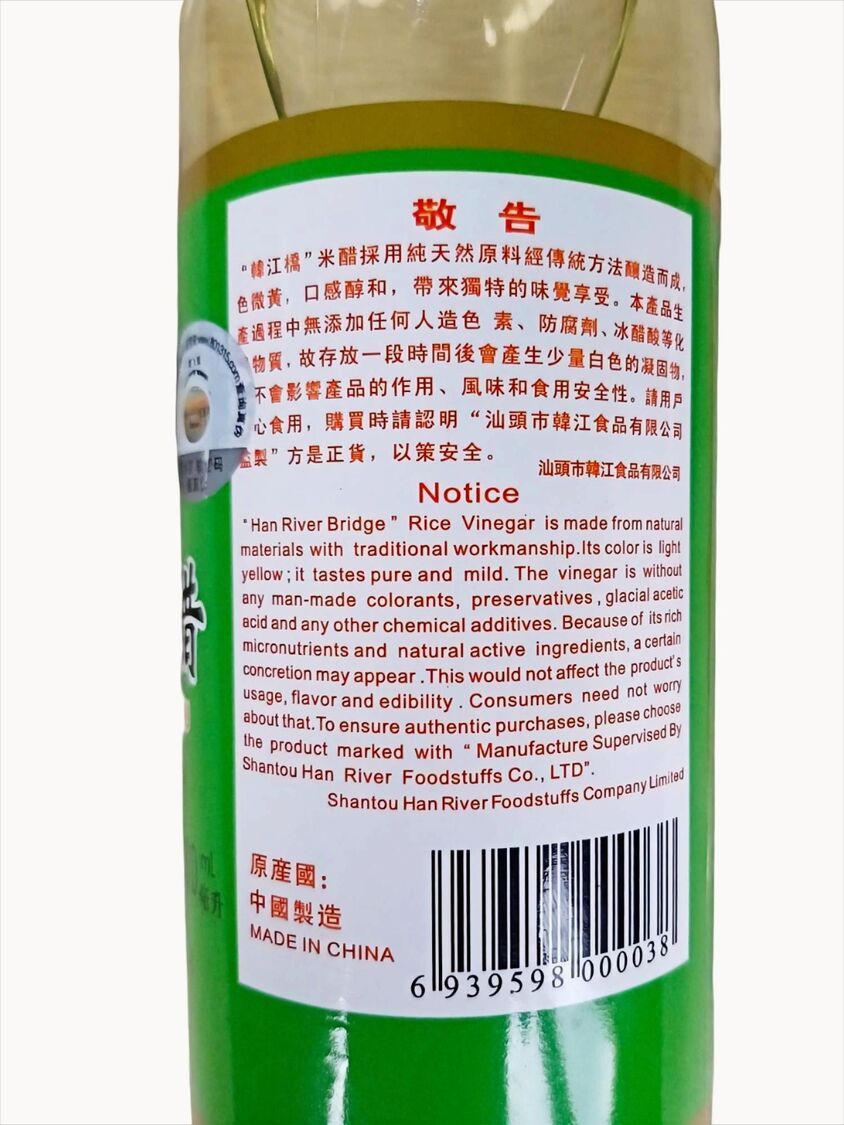 敬 告
“韓江橋”米醋採用純天然原料經傳統方法釀造而成,
色微黃，口感醇和，帶來獨特的味覺享受。本產品生
產過程中無添加任何人造色 素、防腐劑、冰醋酸等化
物質，故存放一段時間後會產生少量白色的凝固物,
不會影響產品的作用、風味和食用安全性。請用戶
心食用，購買時請認明“汕頭市韓江食品有限公司
監製”方是正貨，以策安全。
汕頭市韓江食品有限公司
Notice
“Han River Bridge” Rice Vinegar is made from natural
materials with traditional workmanship.Its color is light
yellow; it tastes pure and mild. The vinegar is without
any man-made colorants, preservatives, glacial acetic
acid and any other chemical additives. Because of its rich
micronutrients and natural active ingredients, a certain
concretion may appear .This would not affect the product's
usage, flavor and edibility . Consumers need not worry
about that.To ensure authentic purchases, please choose
the product marked with “Manufacture Supervised By
Shantou Han River Foodstuffs Co., LTD”.
Shantou Han River Foodstuffs Company Limited
原產國：
中國製造
MADE IN CHINA
6 939598 000038
醋
mL
毫升